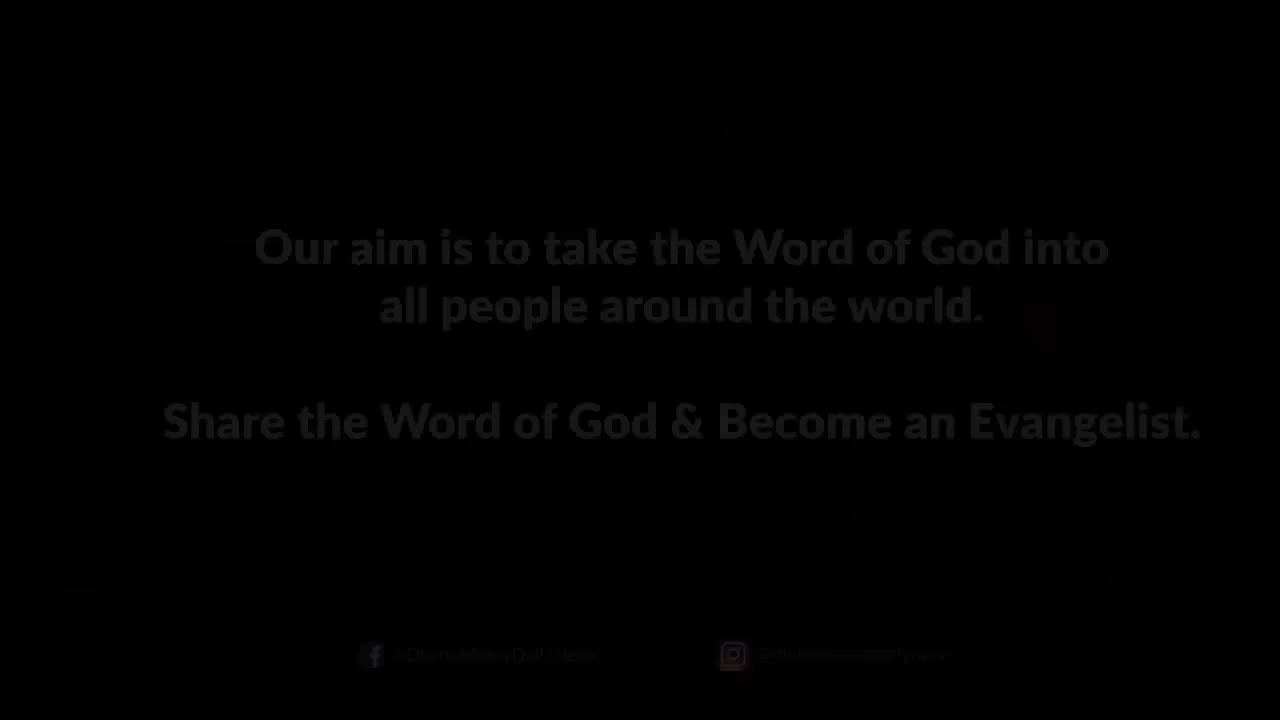 Our aim is to take the Word of God into
all people around the world.
Share the Word of God & Become an Evangelist.